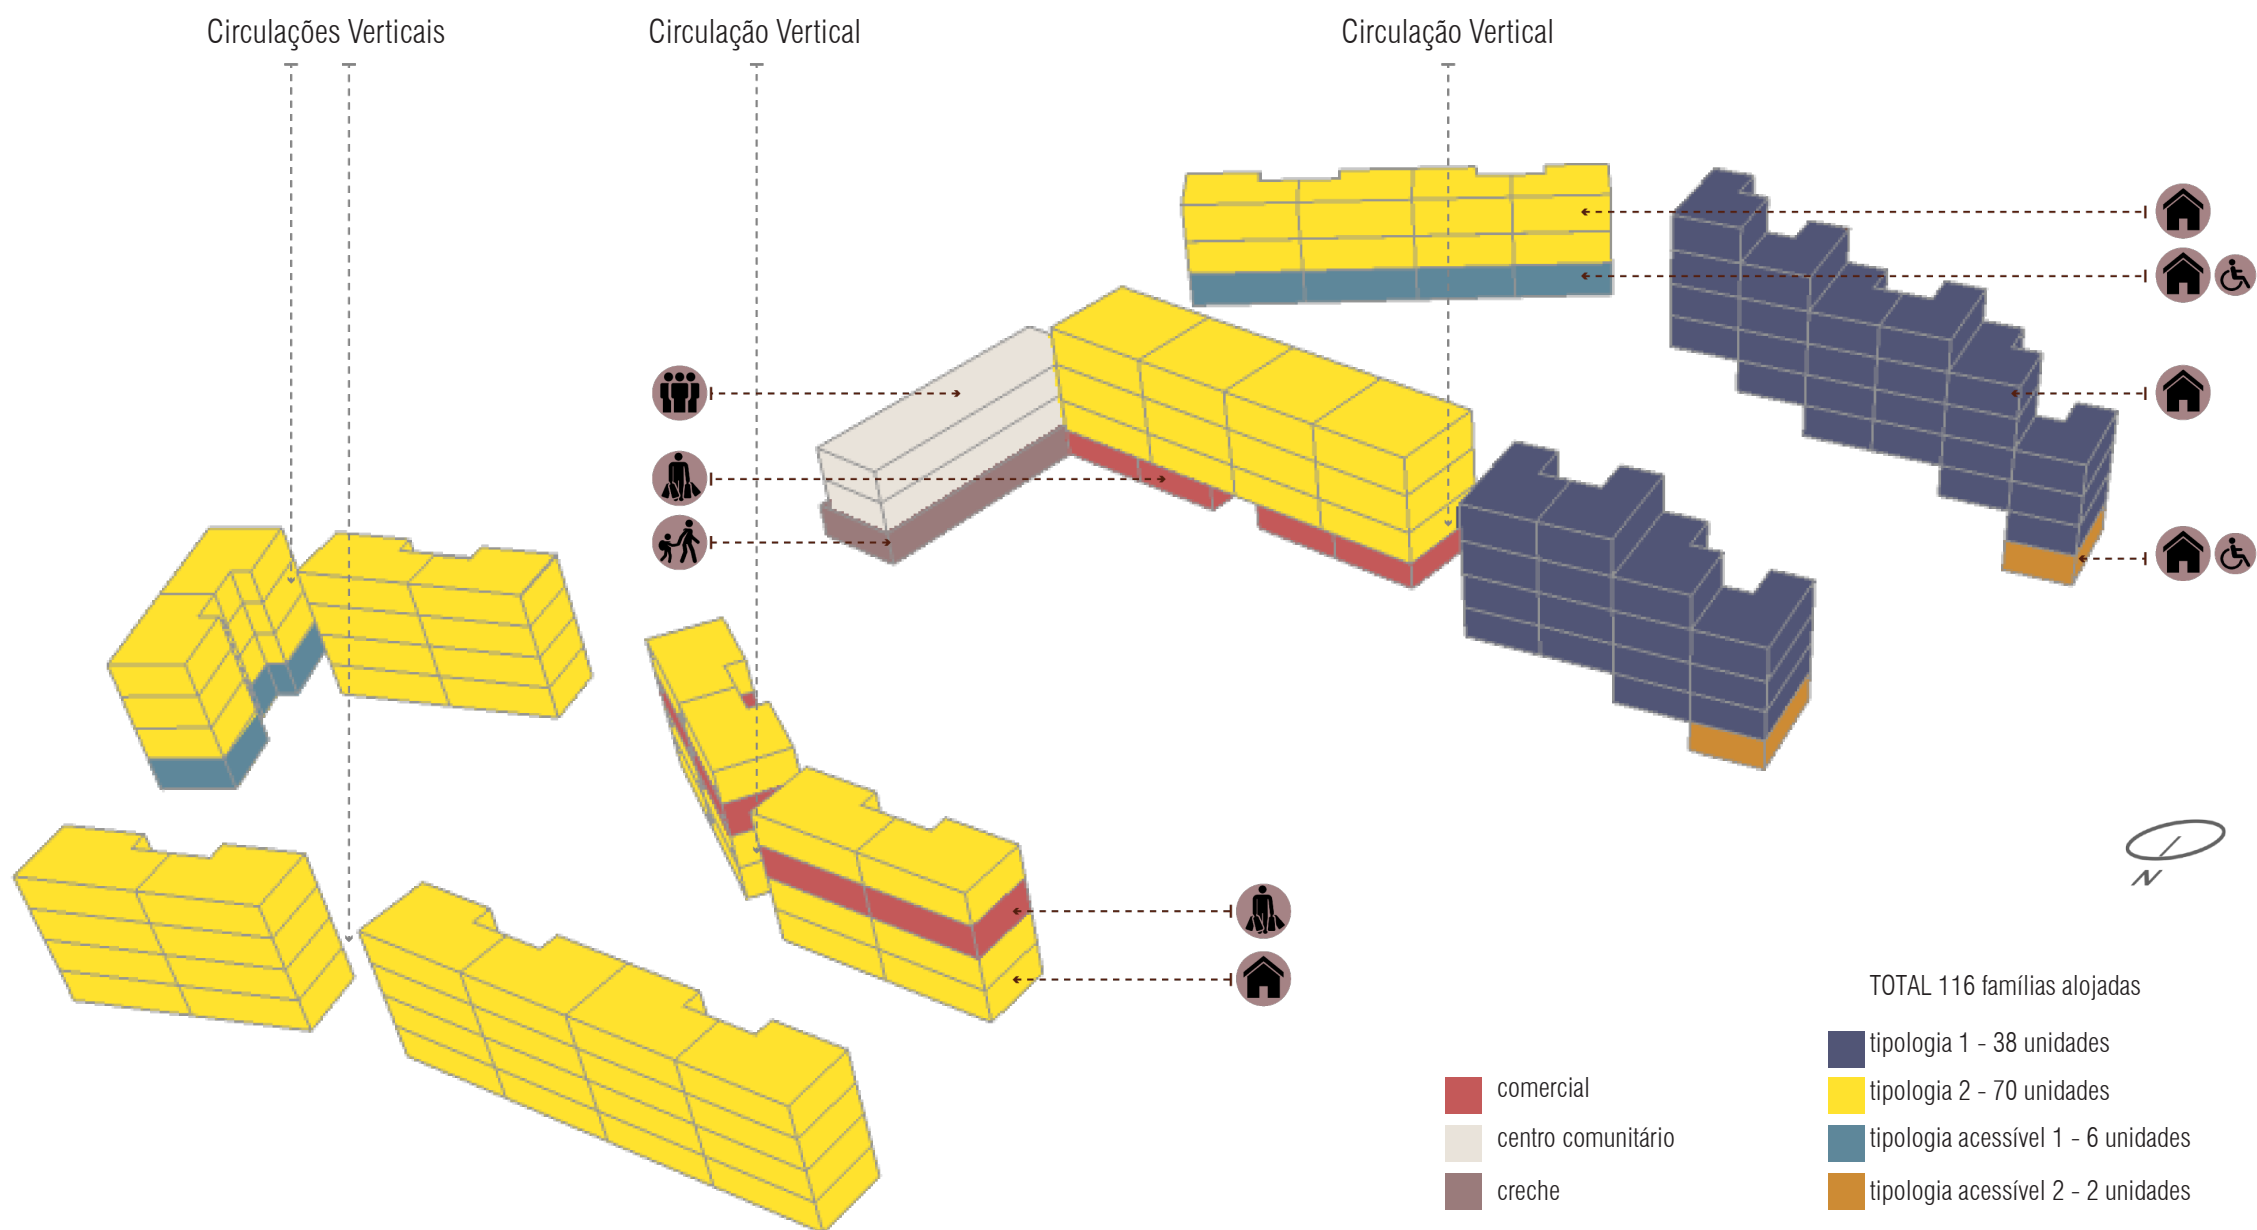 Circulações Verticais
Circulação Vertical
Circulação Vertical
N
TOTAL 116 famílias alojadas
comercial
centro comunitário
creche
tipologia 1 - 38 unidades
tipologia 2 - 70 unidades
tipologia acessível 1 - 6 unidades
tipologia acessível 2 - 2 unidades